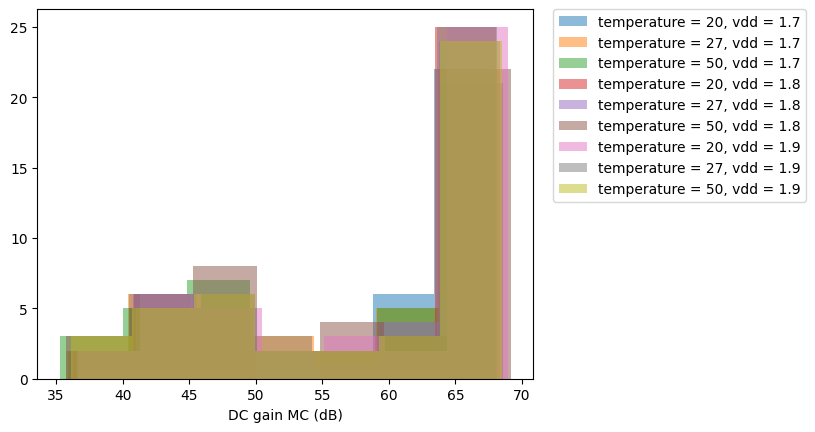 25
20
15
10
5
0
35 40 45 50 55 60 65 70
DC gain MC (dB)
temperature = 20, vdd = 1.7
temperature = 27, vdd = 1.7
temperature = 50, vdd = 1.7
temperature = 20, vdd = 1.8
temperature = 27, vdd = 1.8
temperature = 50, vdd = 1.8
temperature = 20, vdd = 1.9
temperature = 27, vdd = 1.9
temperature = 50, vdd = 1.9